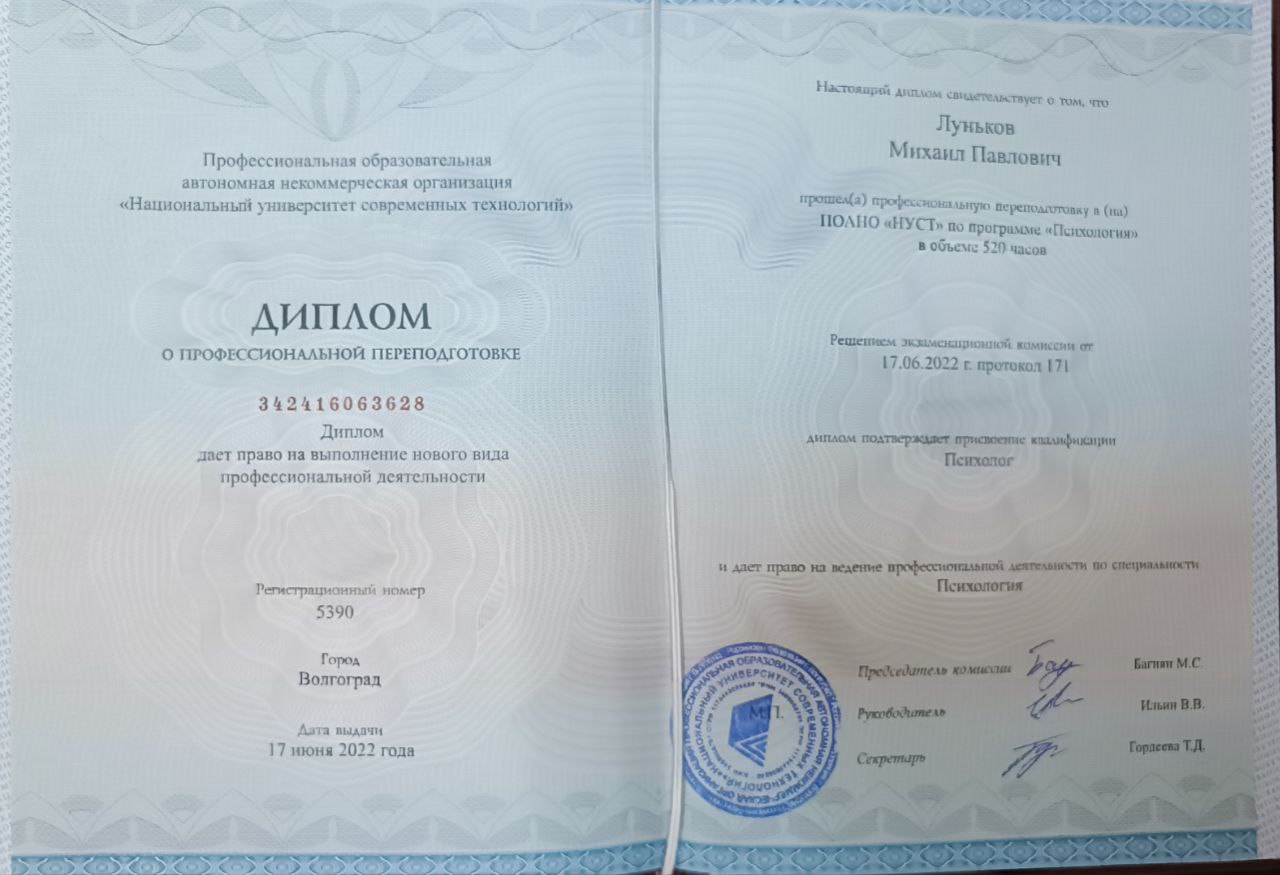 Профессиональная образовательная
автономная некоммерческая организация
«Национальный университет современных технологий»
ДИПЛОМ
О ПРОФЕССИОНАЛЬНОЙ ПЕРЕПОДГОТОВКЕ
342416063628
Диплом
дает право на выполнение нового вида
профессиональной деятельности
Регистрационный номер
5390
Город
Волгоград
Дата выдачи
17 июня 2022 года
Настоящий диплом свидетельствует о том, что
Луньков
Михаил Павлович
прошел(а) профессиональную переподготовку в (на)
ПОАНО «НУСТ» по программе «Психология»
в объеме 520 часов
Решением экзаменационной комиссии от
17.06.2022 г. протокол 171
диплом подтверждает присвоение квалификации
Психолог
и дает право на ведение профессиональной деятельности по специальности
Психология
Председатель комиссии Багиян М.С.
Руководитель Ильин В.В.
Секретарь Гордеева Т.Д.
М.П.
ПРОФЕССИОНАЛЬНАЯ ОБРАЗОВАТЕЛЬНАЯ АВТОНОМНАЯ НЕКОММЕРЧЕСКАЯ ОРГАНИЗАЦИЯ
НАЦИОНАЛЬНЫЙ УНИВЕРСИТЕТ СОВРЕМЕННЫХ ТЕХНОЛОГИЙ